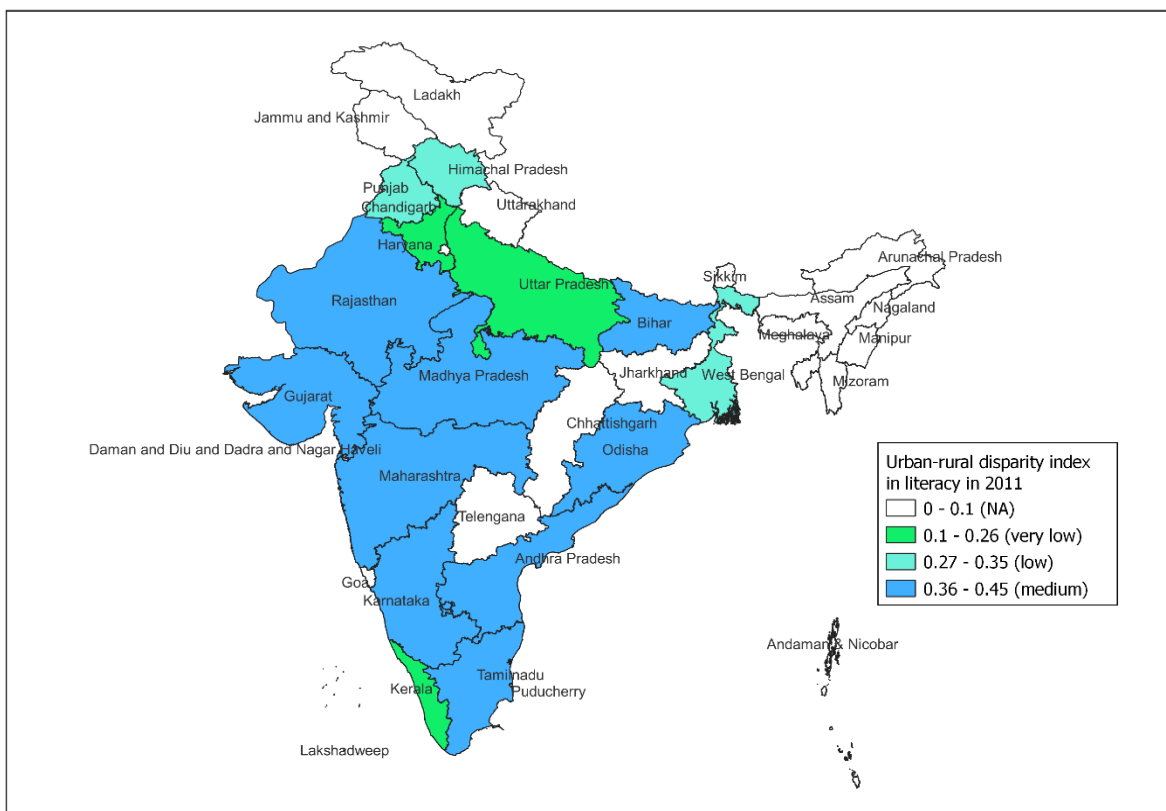 Ladakh
Jammu and Kashmir
Himachal Pradesh
Punjab
Chandigarh
Uttarakhand
Haryana
Arunachal Pradesh
Sikkim
Uttar Pradesh
Assam
Rajasthan
Nagaland
Bihar
Meghalaya
Manipur
Madhya Pradesh
Jharkhand
West Bengal
Mizoram
Gujarat
Chhattishgarh
Daman and Diu and Dadra and Nagar Haveli
Odisha
Maharashtra
Telengana
Andhra Pradesh
Goa
Karnataka
Urban-rural disparity index
in literacy in 2011
0 - 0.1 (NA)
0.1 - 0.26 (very low)
0.27 - 0.35 (low)
0.36 - 0.45 (medium)
Andaman & Nicobar
Tamilnadu
Kerala
Puducherry
Lakshadweep